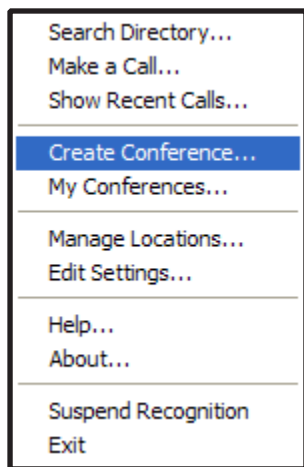 Search Directory...
Make a Call...
Show Recent Calls...
Create Conference...
My Conferences...
Manage Locations...
Edit Settings...
Help...
About...
Suspend Recognition
Exit